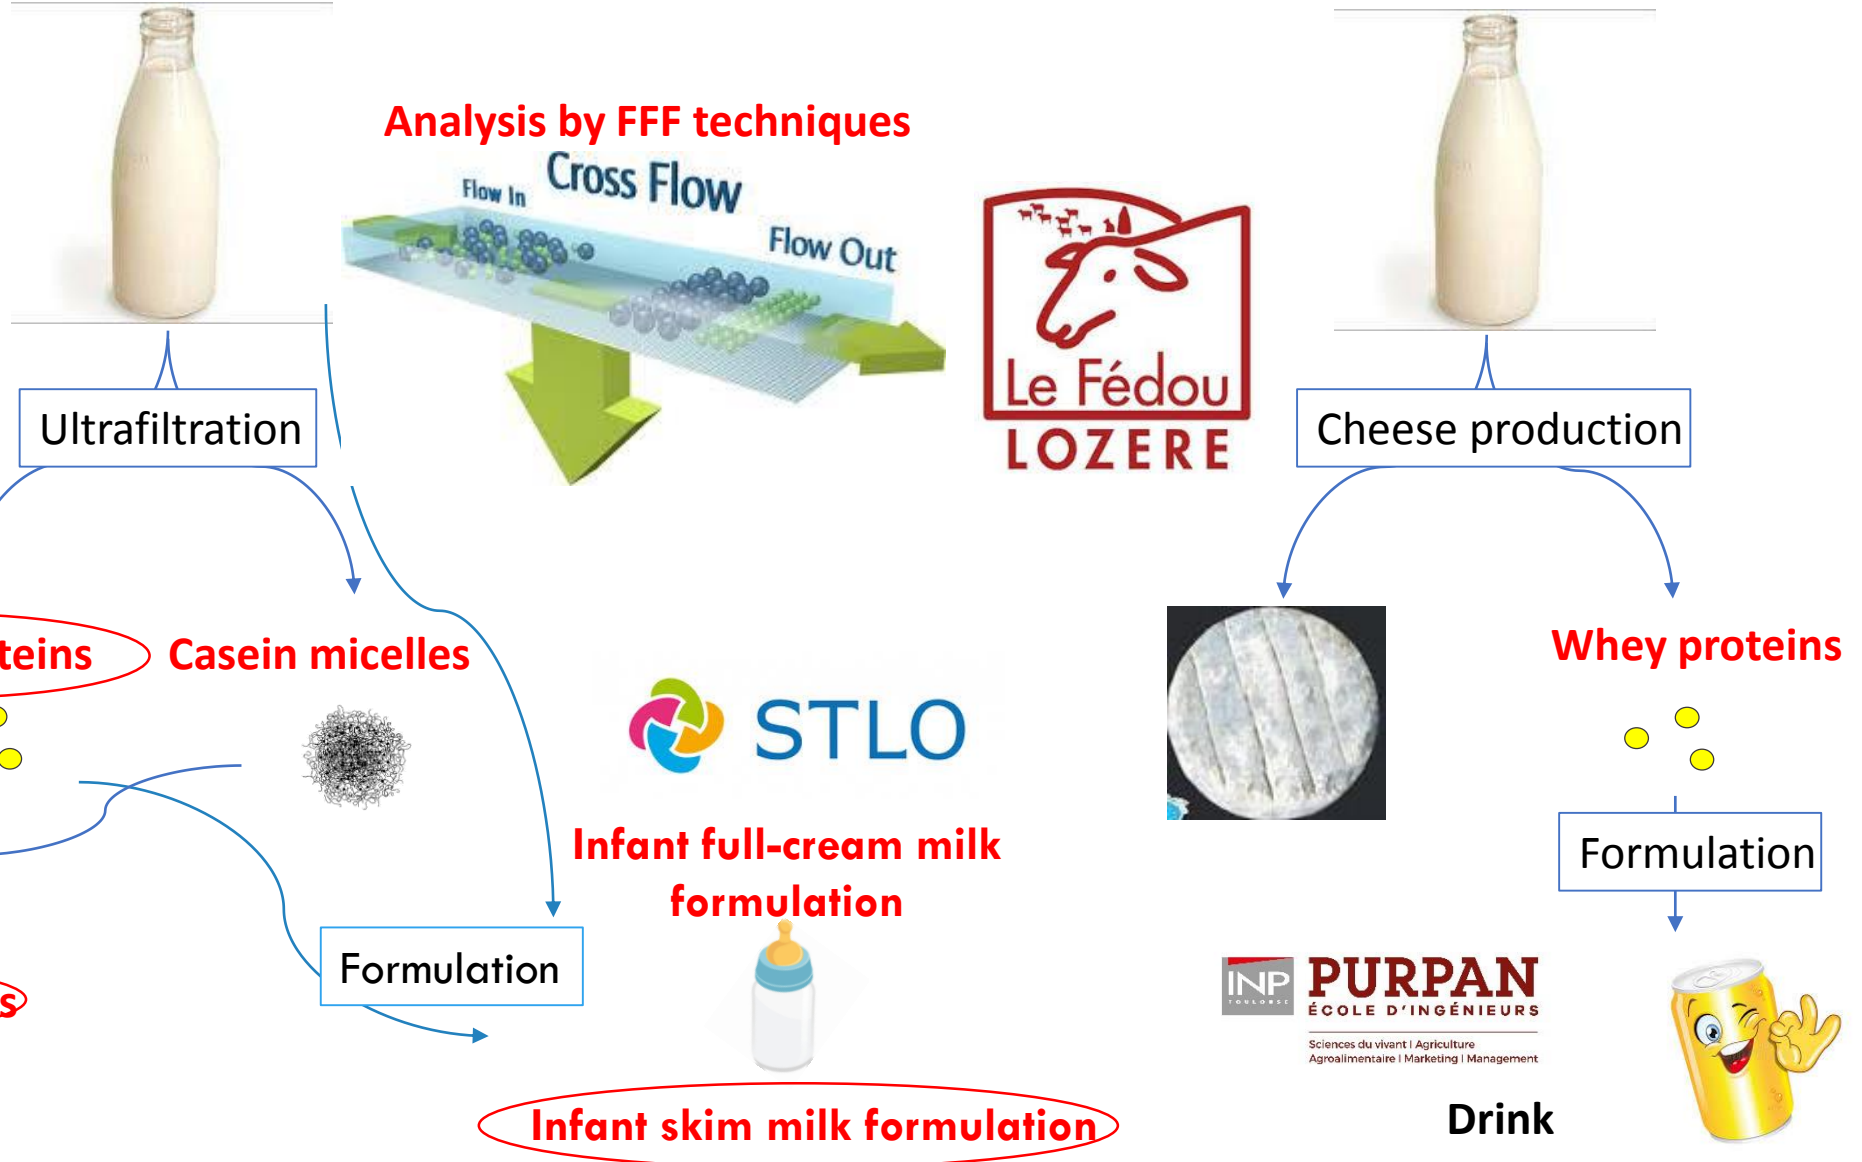 Analysis by FFF techniques
Cross Flow
Flow In
Flow Out
Le Fédou
LOZERE
Ultrafiltration
Cheese production
teins
Casein micelles
Whey proteins
STLO
Infant full-cream milk
formulation
Formulation
Formulation
s
INP
TOULOUSE
PURPAN
ÉCOLE D'INGÉNIEURS
Sciences du vivant I Agriculture
Agroalimentaire I Marketing I Management
Infant skim milk formulation
Drink